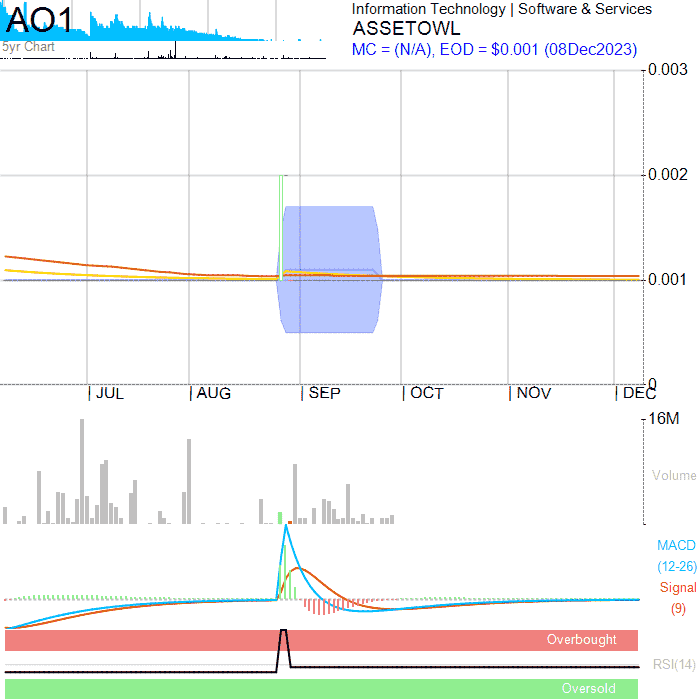 AO1
5yr Chart
Information Technology | Software & Services
ASSETOWL
MC = (N/A), EOD = $0.001 (08Dec2023)
0.003
0.002
0.001
0
JUL
AUG
SEP
OCT
NOV
DEC
16M
Volume
MACD
(12-26)
Signal
(9)
Overbought
RSI(14)
Oversold